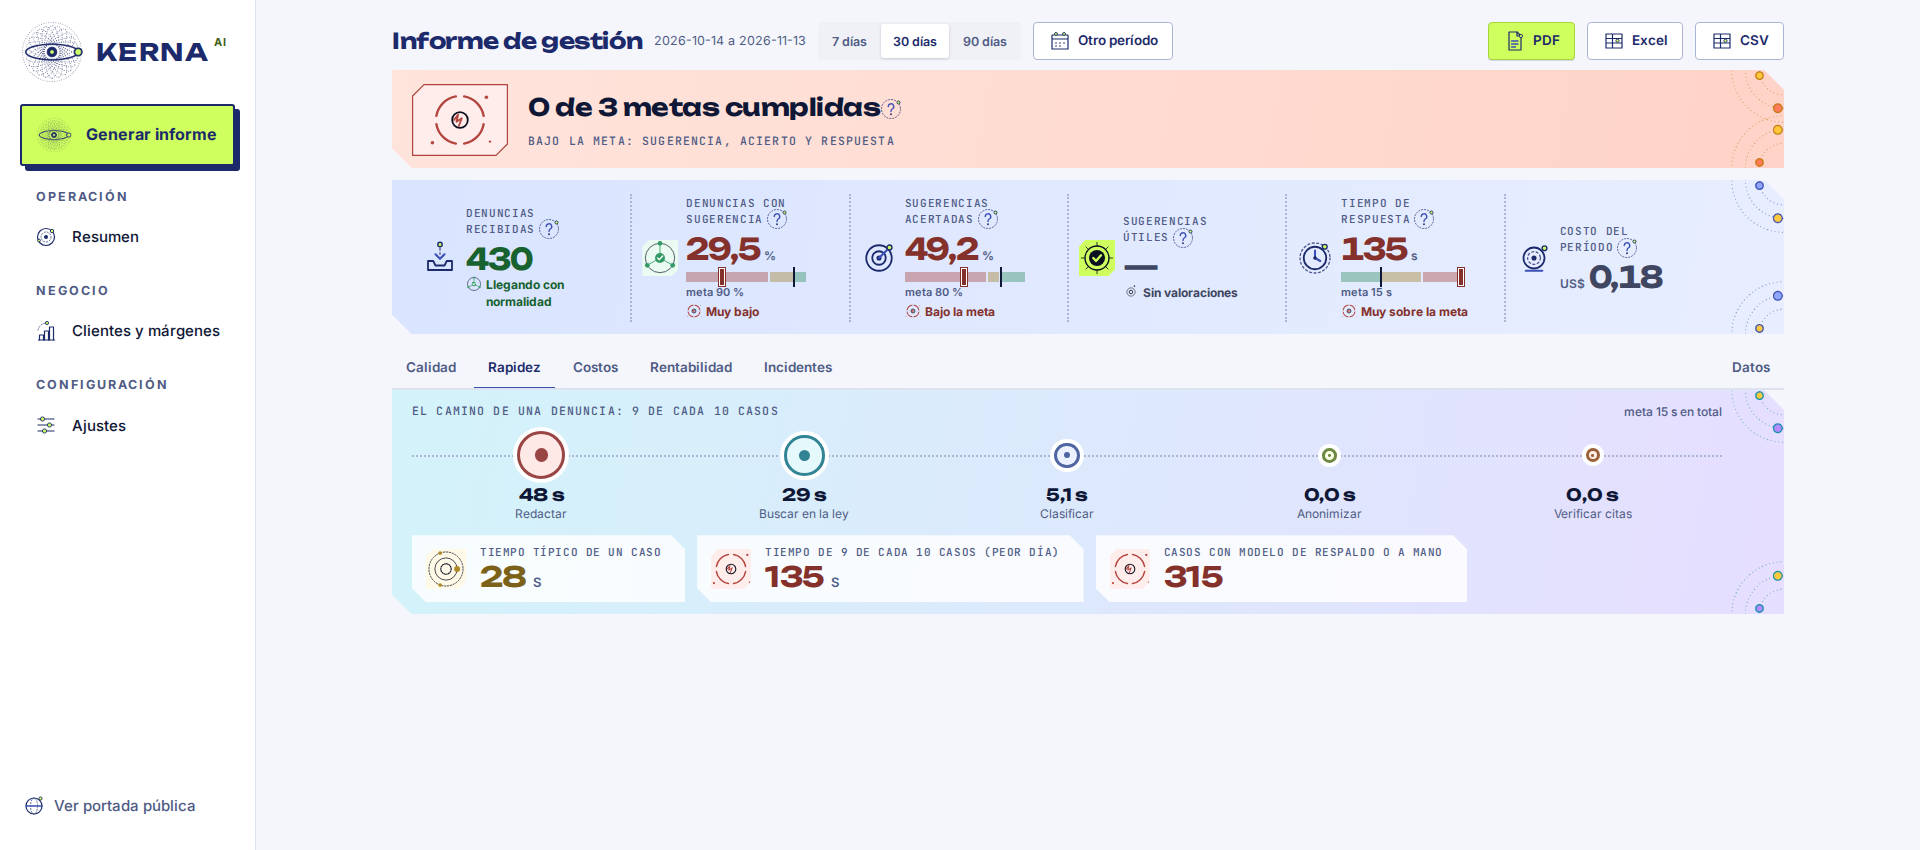 KERNA AI
Generar informe
OPERACIÓN
Resumen
NEGOCIO
Clientes y márgenes
CONFIGURACIÓN
Ajustes
Ver portada pública
Informe de gestión 2026-10-14 a 2026-11-13 7 días 30 días 90 días Otro período PDF Excel CSV
0 de 3 metas cumplidas ?
BAJO LA META: SUGERENCIA, ACIERTO Y RESPUESTA
DENUNCIAS
RECIBIDAS ?
430
Llegando con
normalidad
DENUNCIAS CON
SUGERENCIA ?
29,5 %
meta 90 %
Muy bajo
SUGERENCIAS
ACERTADAS ?
49,2 %
meta 80 %
Bajo la meta
SUGERENCIAS
ÚTILES ?
—
Sin valoraciones
TIEMPO DE
RESPUESTA ?
135 s
meta 15 s
Muy sobre la meta
COSTO DEL
PERÍODO ?
US$ 0,18
Calidad Rapidez Costos Rentabilidad Incidentes Datos
EL CAMINO DE UNA DENUNCIA: 9 DE CADA 10 CASOS meta 15 s en total
48 s
Redactar
29 s
Buscar en la ley
5,1 s
Clasificar
0,0 s
Anonimizar
0,0 s
Verificar citas
TIEMPO TÍPICO DE UN CASO
28 s
TIEMPO DE 9 DE CADA 10 CASOS (PEOR DÍA)
135 s
CASOS CON MODELO DE RESPALDO O A MANO
315